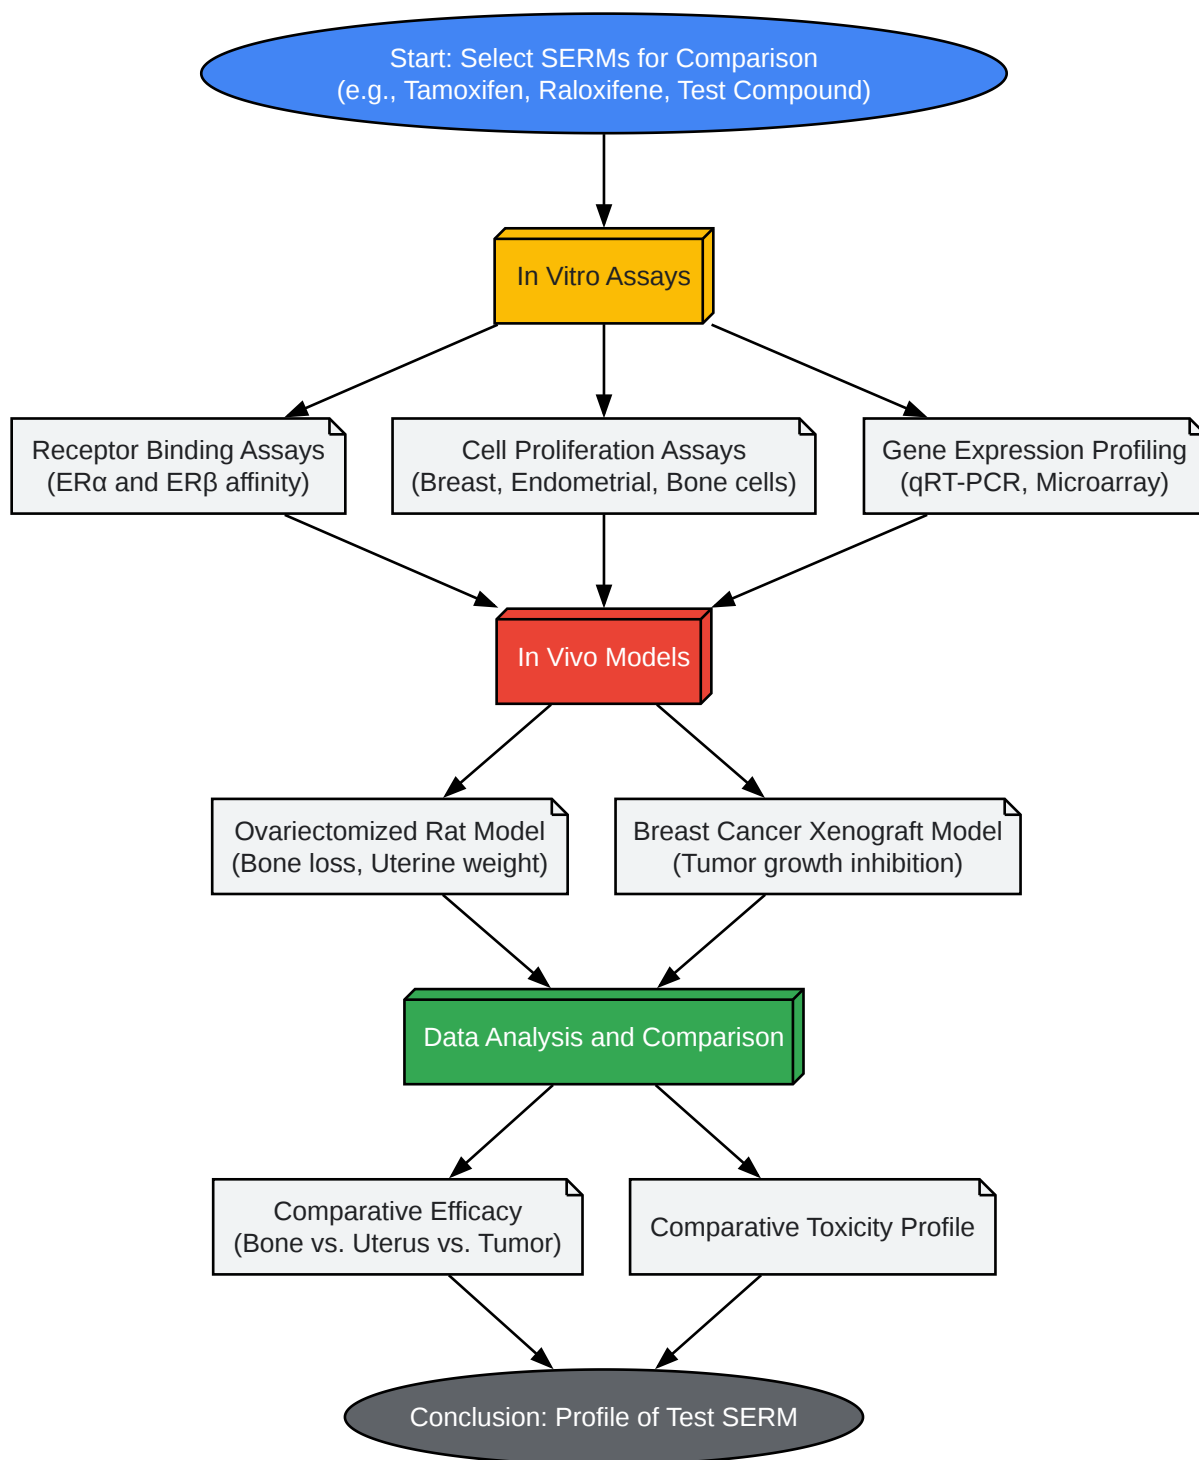 Start: Select SERMs for Comparison
(e.g., Tamoxifen, Raloxifene, Test Compound)
In Vitro Assays
Receptor Binding Assays
(ERα and ERβ affinity)
Cell Proliferation Assays
(Breast, Endometrial, Bone cells)
Gene Expression Profiling
(qRT-PCR, Microarray)
In Vivo Models
Ovariectomized Rat Model
(Bone loss, Uterine weight)
Breast Cancer Xenograft Model
(Tumor growth inhibition)
Data Analysis and Comparison
Comparative Efficacy
(Bone vs. Uterus vs. Tumor)
Comparative Toxicity Profile
Conclusion: Profile of Test SERM